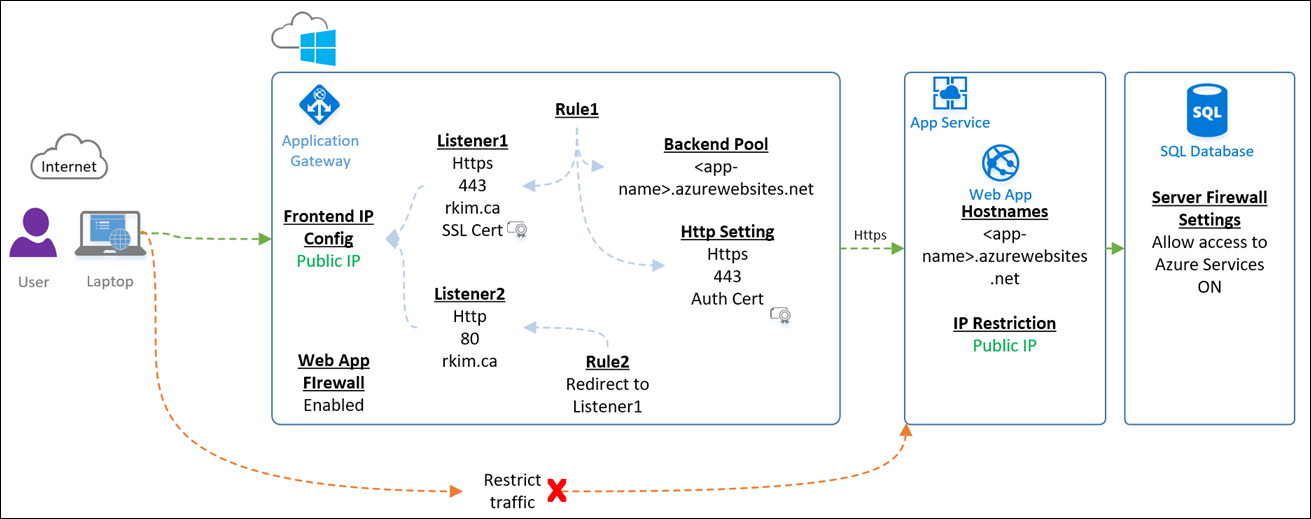 Internet
User
Laptop
Application
Gateway
Frontend IP
Config
Public IP
Web App
FIrewall
Enabled
Listener1
Https
443
rkim.ca
SSL Cert
Listener2
Http
80
rkim.ca
Rule1
Rule2
Redirect to
Listener1
Backend Pool
<app-
name>.azurewebsites.net
Http Setting
Https
443
Auth Cert
Https
App Service
Web App
Hostnames
<app-
name>.azurewebsites
.net
IP Restriction
Public IP
SQL
SQL Database
Server Firewall
Settings
Allow access to
Azure Services
ON
Restrict
traffic